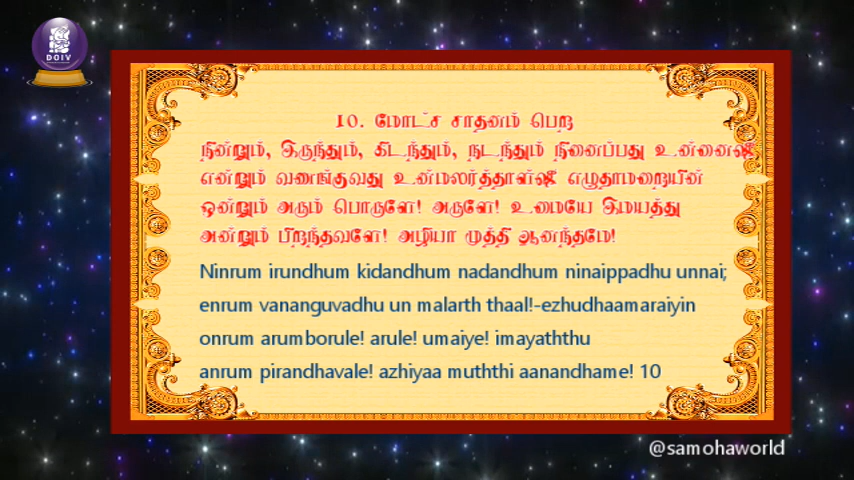 DOIV
10. மோட்ச சாதனம் பெற
நின்றும், இருந்தும், கிடந்தும், நடந்தும் நினைப்பது உன்னைஷீ
என்றும் வணங்குவது உன்மலர்த்தாள்ஷீ எழுதாமறையின்
ஒன்றும் அரும் பொருளே! அருளே! உமையே இமயத்து
அன்றும் பிறந்தவளே! அழியா முத்தி ஆனந்தமே!
Ninrum irundhum kidandhum nadandhum ninaippadhu unnai;
enrum vananguvadhu un malarth thaal!-ezhudhaamaraiyin
onrum arumborule! arule! umaiye! imayaththu
anrum pirandhavale! azhiyaa muththi aanandhame! 10
@samohaworld